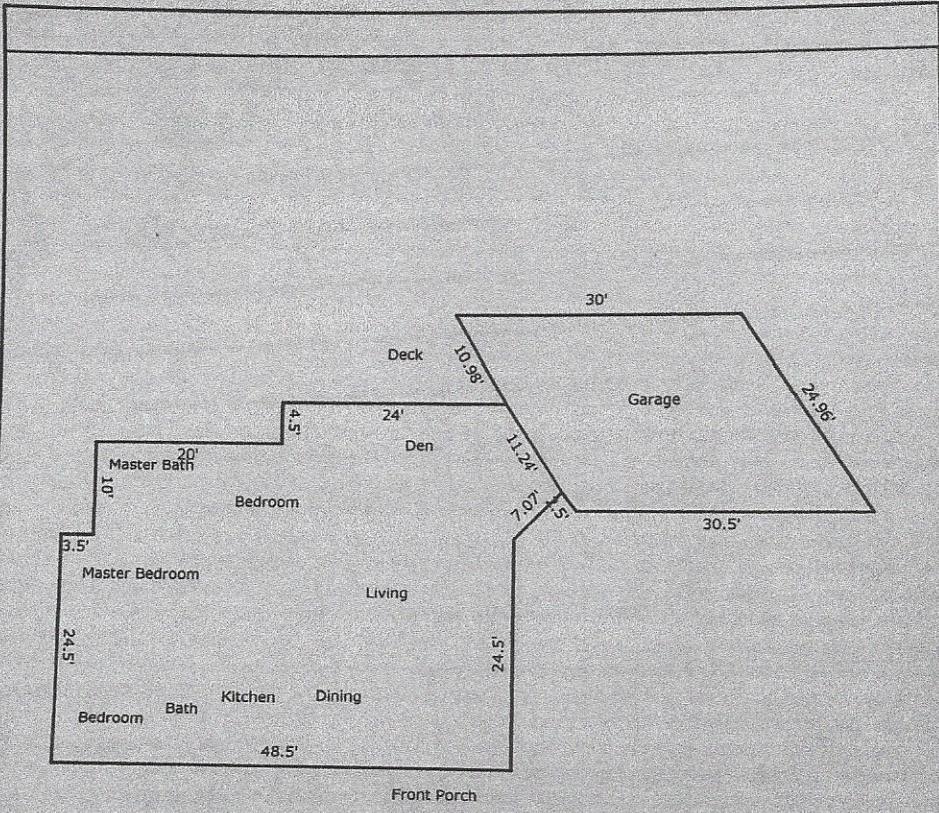 30'
Deck
10.98'
Garage
24.96'
4.5'
24'
Den
11.24'
20'
Master Bath
10'
Bedroom
7.07'
30.5'
3.5'
Master Bedroom
Living
24.5'
24.5'
Kitchen
Dining
Bath
Bedroom
48.5'
Front Porch